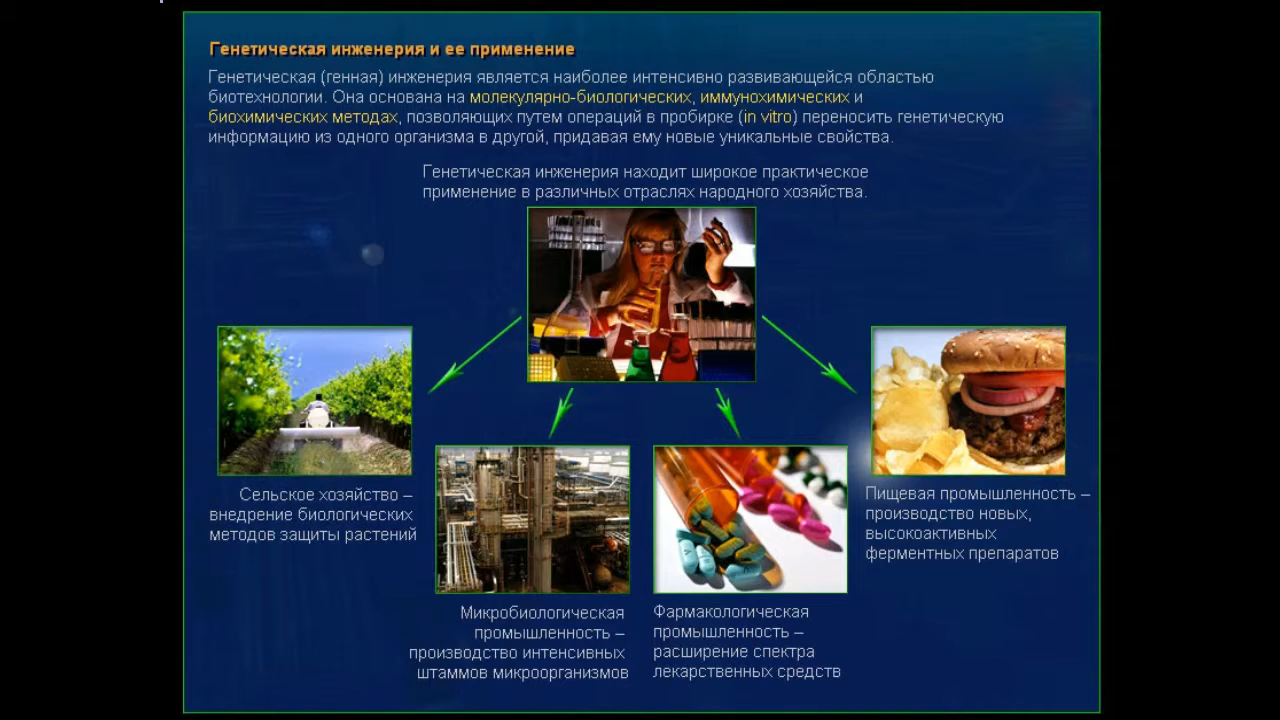 Генетическая инженерия и ее применение
Генетическая (генная) инженерия является наиболее интенсивно развивающейся областью
биотехнологии. Она основана на молекулярно-биологических, иммунохимических и
биохимических методах, позволяющих путем операций в пробирке (in vitro) переносить генетическую
информацию из одного организма в другой, придавая ему новые уникальные свойства.
Генетическая инженерия находит широкое практическое
применение в различных отраслях народного хозяйства.
Сельское хозяйство –
внедрение биологических
методов защиты растений
Микробиологическая
промышленность –
производство интенсивных
штаммов микроорганизмов
Фармакологическая
промышленность –
расширение спектра
лекарственных средств
Пищевая промышленность –
производство новых,
высокоактивных
ферментных препаратов